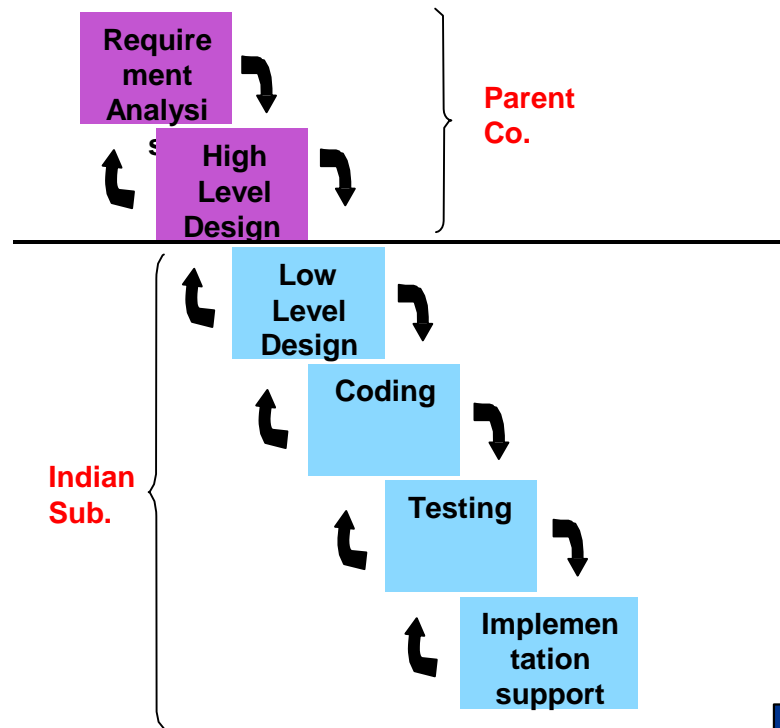 Require
ment
Analysi
s
Parent
Co.
High
Level
Design
Low
Level
Design
Coding
Indian
Sub.
Testing
Implemen
tation
support